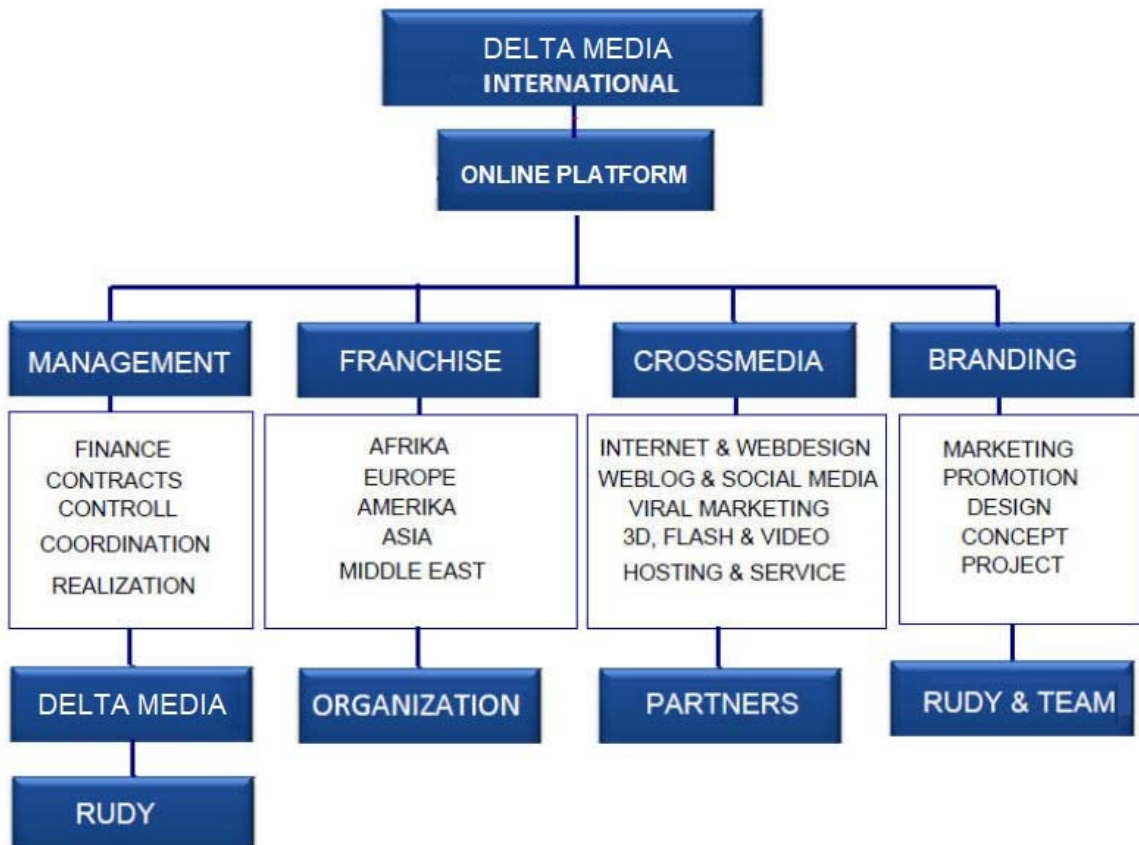 DELTA MEDIA
INTERNATIONAL
ONLINE PLATFORM
MANAGEMENT
FINANCE
CONTRACTS
CONTROLL
COORDINATION
REALIZATION
DELTA MEDIA
RUDY
FRANCHISE
AFRIKA
EUROPE
AMERIKA
ASIA
MIDDLE EAST
ORGANIZATION
CROSSMEDIA
INTERNET & WEBDESIGN
WEBLOG & SOCIAL MEDIA
VIRAL MARKETING
3D, FLASH & VIDEO
HOSTING & SERVICE
PARTNERS
BRANDING
MARKETING
PROMOTION
DESIGN
CONCEPT
PROJECT
RUDY & TEAM